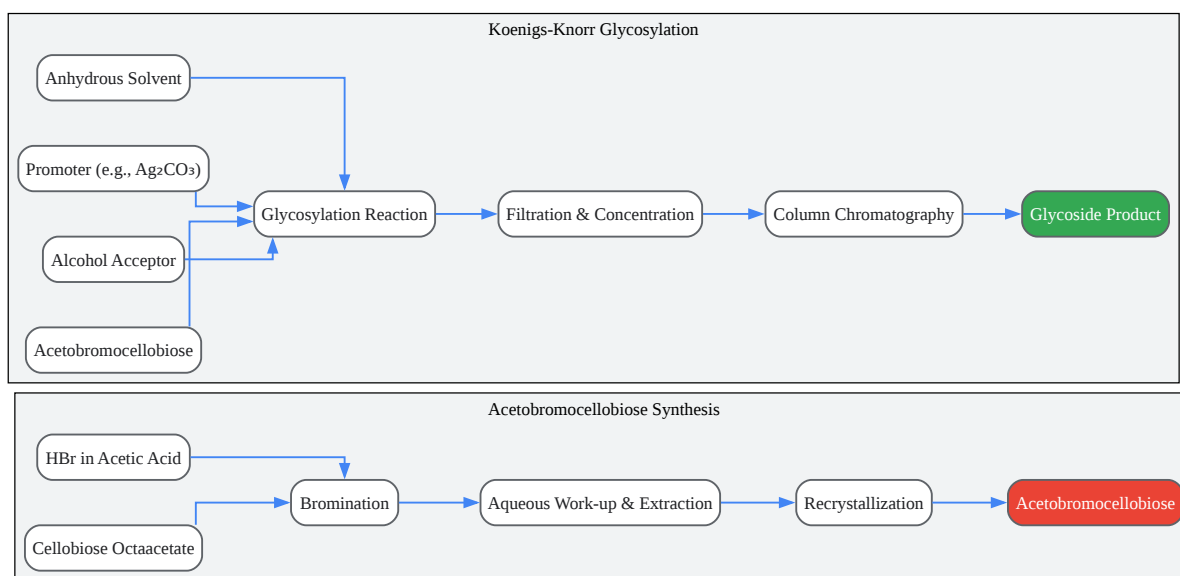 Koenigs-Knorr Glycosylation
Anhydrous Solvent
Promoter (e.g., Ag₂CO₃)
Glycosylation Reaction
Filtration & Concentration
Column Chromatography
Glycoside Product
Alcohol Acceptor
Acetobromocellobiose
Acetobromocellobiose Synthesis
HBr in Acetic Acid
Bromination
Aqueous Work-up & Extraction
Recrystallization
Acetobromocellobiose
Cellobiose Octaacetate